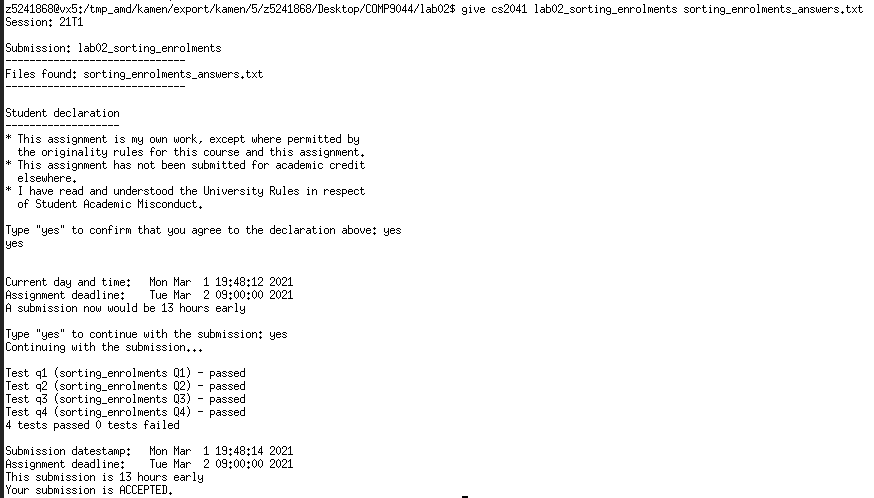 z5241868@vx5:/tmp_amd/kamen/export/kamen/5/z5241868/Desktop/COMP9044/lab02$ give cs2041 lab02_sorting_enrolments sorting_enrolments_answers.txt
Session: 21T1
Submission: lab02_sorting_enrolments
------------------------------
Files found: sorting_enrolments_answers.txt
------------------------------
Student declaration
-------------------
* This assignment is my own work, except where permitted by
the originality rules for this course and this assignment.
* This assignment has not been submitted for academic credit
elsewhere.
* I have read and understood the University Rules in respect
of Student Academic Misconduct.
Type "yes" to confirm that you agree to the declaration above: yes
yes
Current day and time:   Mon Mar  1 19:48:12 2021
Assignment deadline:    Tue Mar  2 09:00:00 2021
A submission now would be 13 hours early
Type "yes" to continue with the submission: yes
Continuing with the submission...
Test q1 (sorting_enrolments Q1) - passed
Test q2 (sorting_enrolments Q2) - passed
Test q3 (sorting_enrolments Q3) - passed
Test q4 (sorting_enrolments Q4) - passed
4 tests passed 0 tests failed
Submission datestamp:   Mon Mar  1 19:48:14 2021
Assignment deadline:    Tue Mar  2 09:00:00 2021
This submission is 13 hours early
Your submission is ACCEPTED.